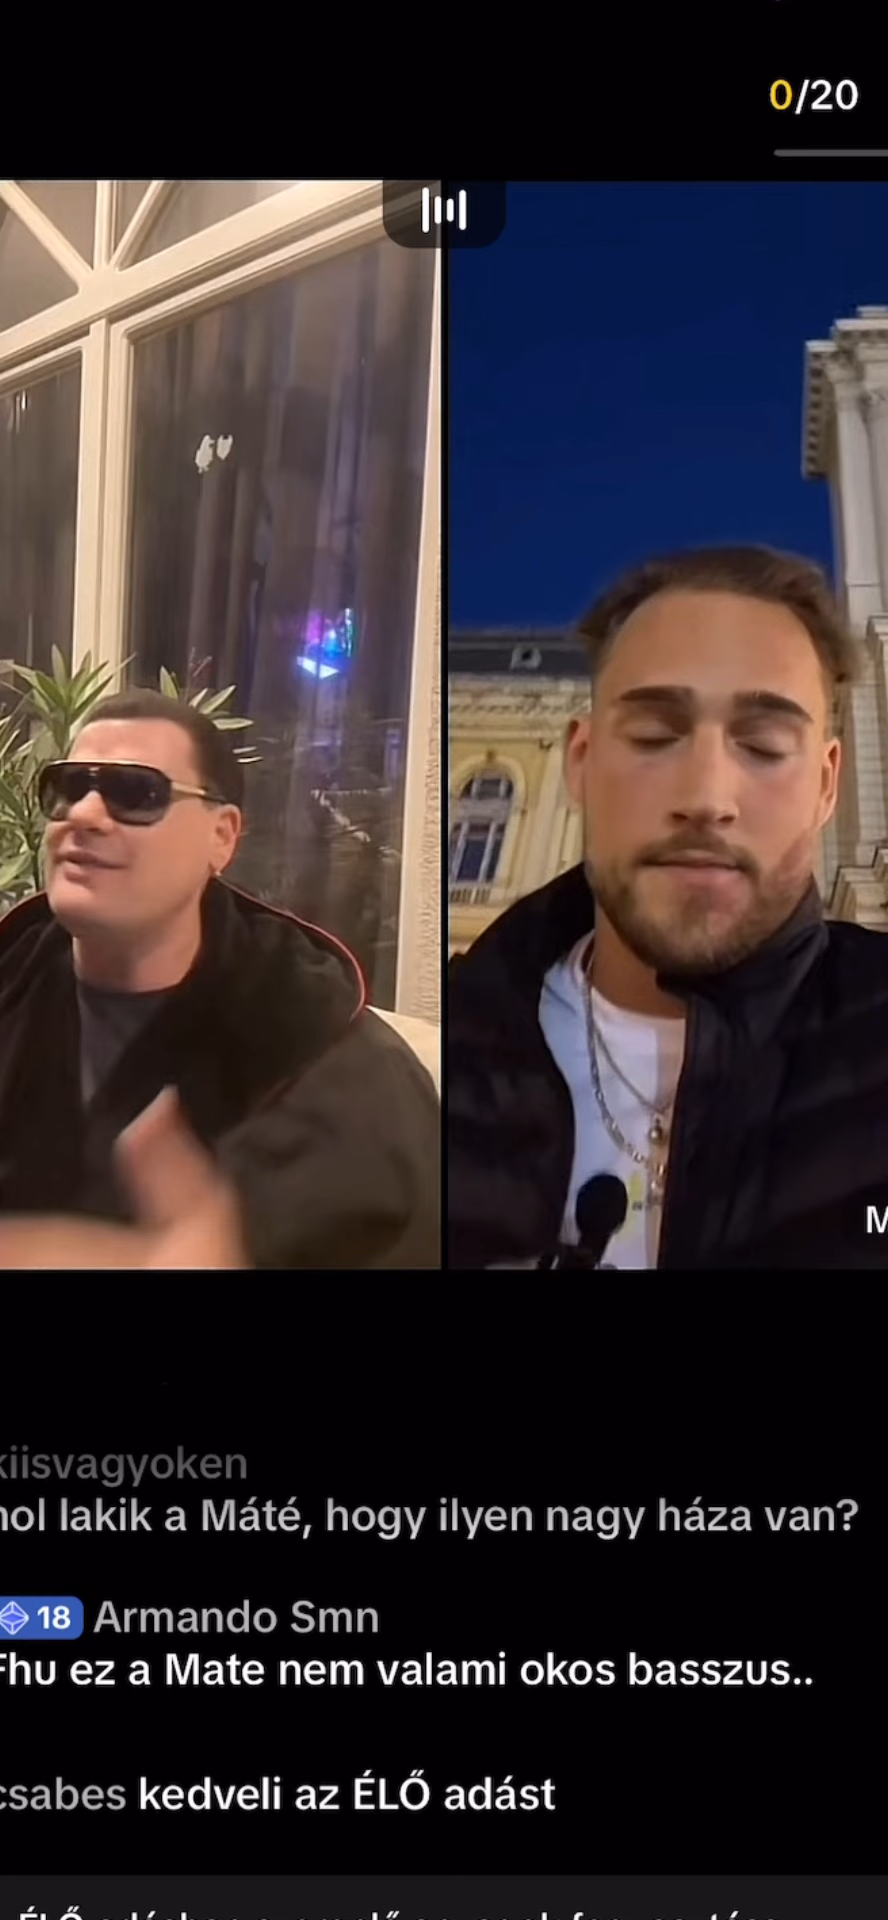 0/20
M
kiisvagyoken
hol lakik a Máté, hogy ilyen nagy háza van?
18 Armando Smn
Fhu ez a Mate nem valami okos basszus..
csabes kedveli az ÉLŐ adást
ÉLŐ